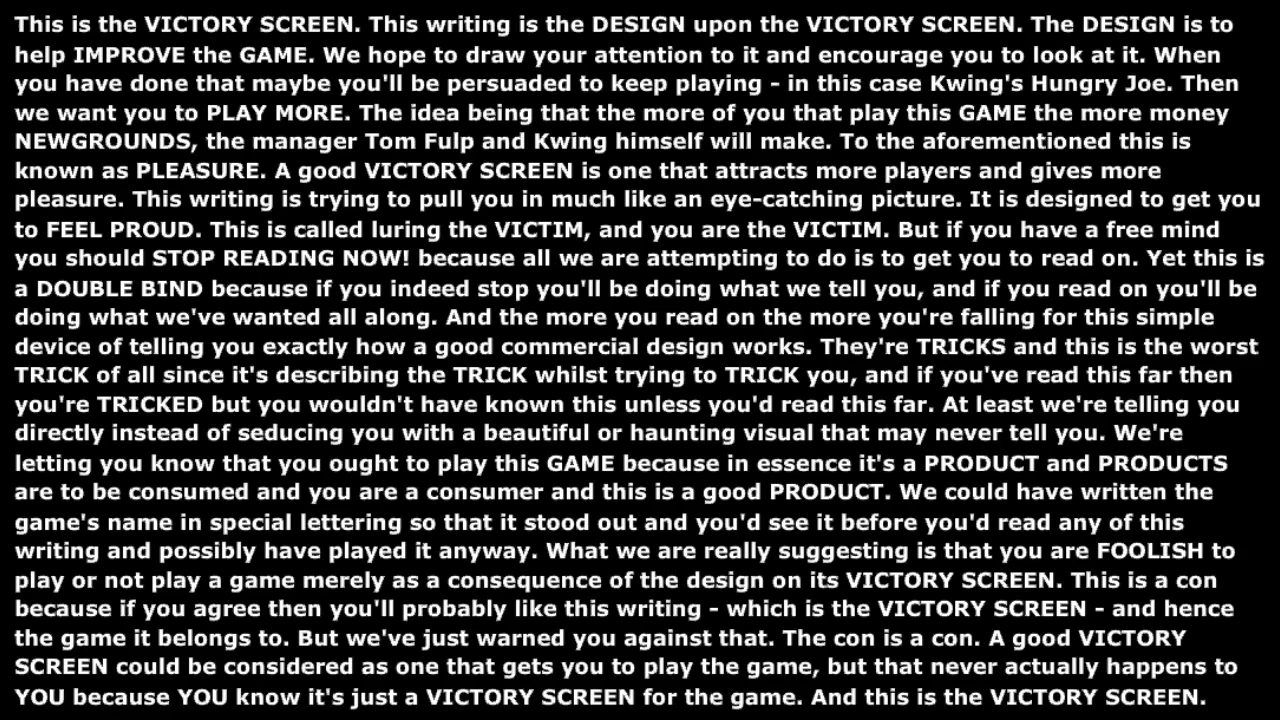 This is the VICTORY SCREEN. This writing is the DESIGN upon the VICTORY SCREEN. The DESIGN is to
help IMPROVE the GAME. We hope to draw your attention to it and encourage you to look at it. When
you have done that maybe you'll be persuaded to keep playing - in this case Kwing's Hungry Joe. Then
we want you to PLAY MORE. The idea being that the more of you that play this GAME the more money
NEWGROUNDS, the manager Tom Fulp and Kwing himself will make. To the aforementioned this is
known as PLEASURE. A good VICTORY SCREEN is one that attracts more players and gives more
pleasure. This writing is trying to pull you in much like an eye-catching picture. It is designed to get you
to FEEL PROUD. This is called luring the VICTIM, and you are the VICTIM. But if you have a free mind
you should STOP READING NOW! because all we are attempting to do is to get you to read on. Yet this is
a DOUBLE BIND because if you indeed stop you'll be doing what we tell you, and if you read on you'll be
doing what we've wanted all along. And the more you read on the more you're falling for this simple
device of telling you exactly how a good commercial design works. They're TRICKS and this is the worst
TRICK of all since it's describing the TRICK whilst trying to TRICK you, and if you've read this far then
you're TRICKED but you wouldn't have known this unless you'd read this far. At least we're telling you
directly instead of seducing you with a beautiful or haunting visual that may never tell you. We're
letting you know that you ought to play this GAME because in essence it's a PRODUCT and PRODUCTS
are to be consumed and you are a consumer and this is a good PRODUCT. We could have written the
game's name in special lettering so that it stood out and you'd see it before you'd read any of this
writing and possibly have played it anyway. What we are really suggesting is that you are FOOLISH to
play or not play a game merely as a consequence of the design on its VICTORY SCREEN. This is a con
because if you agree then you'll probably like this writing - which is the VICTORY SCREEN - and hence
the game it belongs to. But we've just warned you against that. The con is a con. A good VICTORY
SCREEN could be considered as one that gets you to play the game, but that never actually happens to
YOU because YOU know it's just a VICTORY SCREEN for the game. And this is the VICTORY SCREEN.